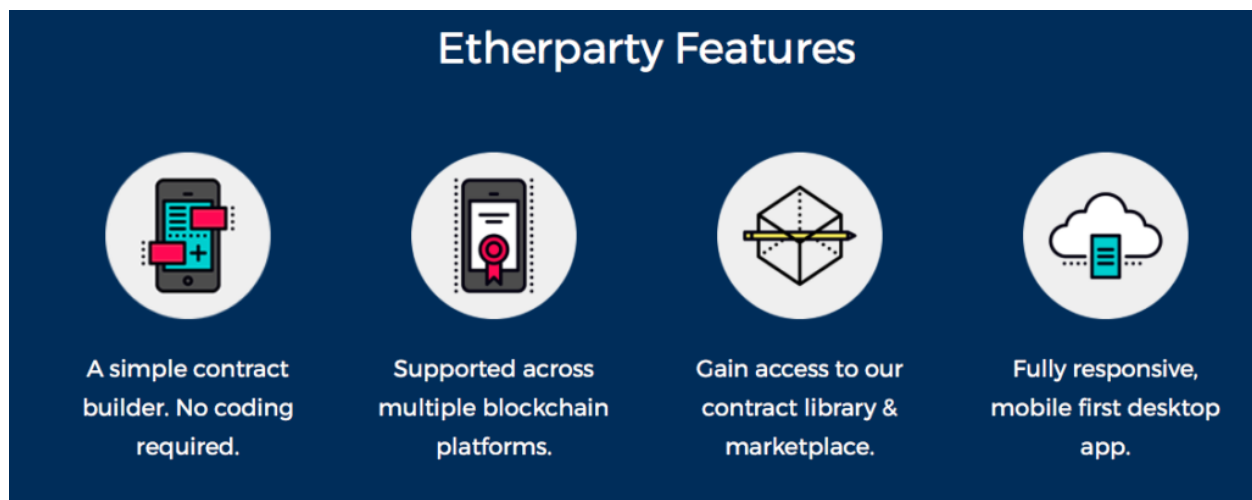 Etherparty Features
A simple contract
builder. No coding
required.
Supported across
multiple blockchain
platforms.
Gain access to our
contract library &
marketplace.
Fully responsive,
mobile first desktop
app.